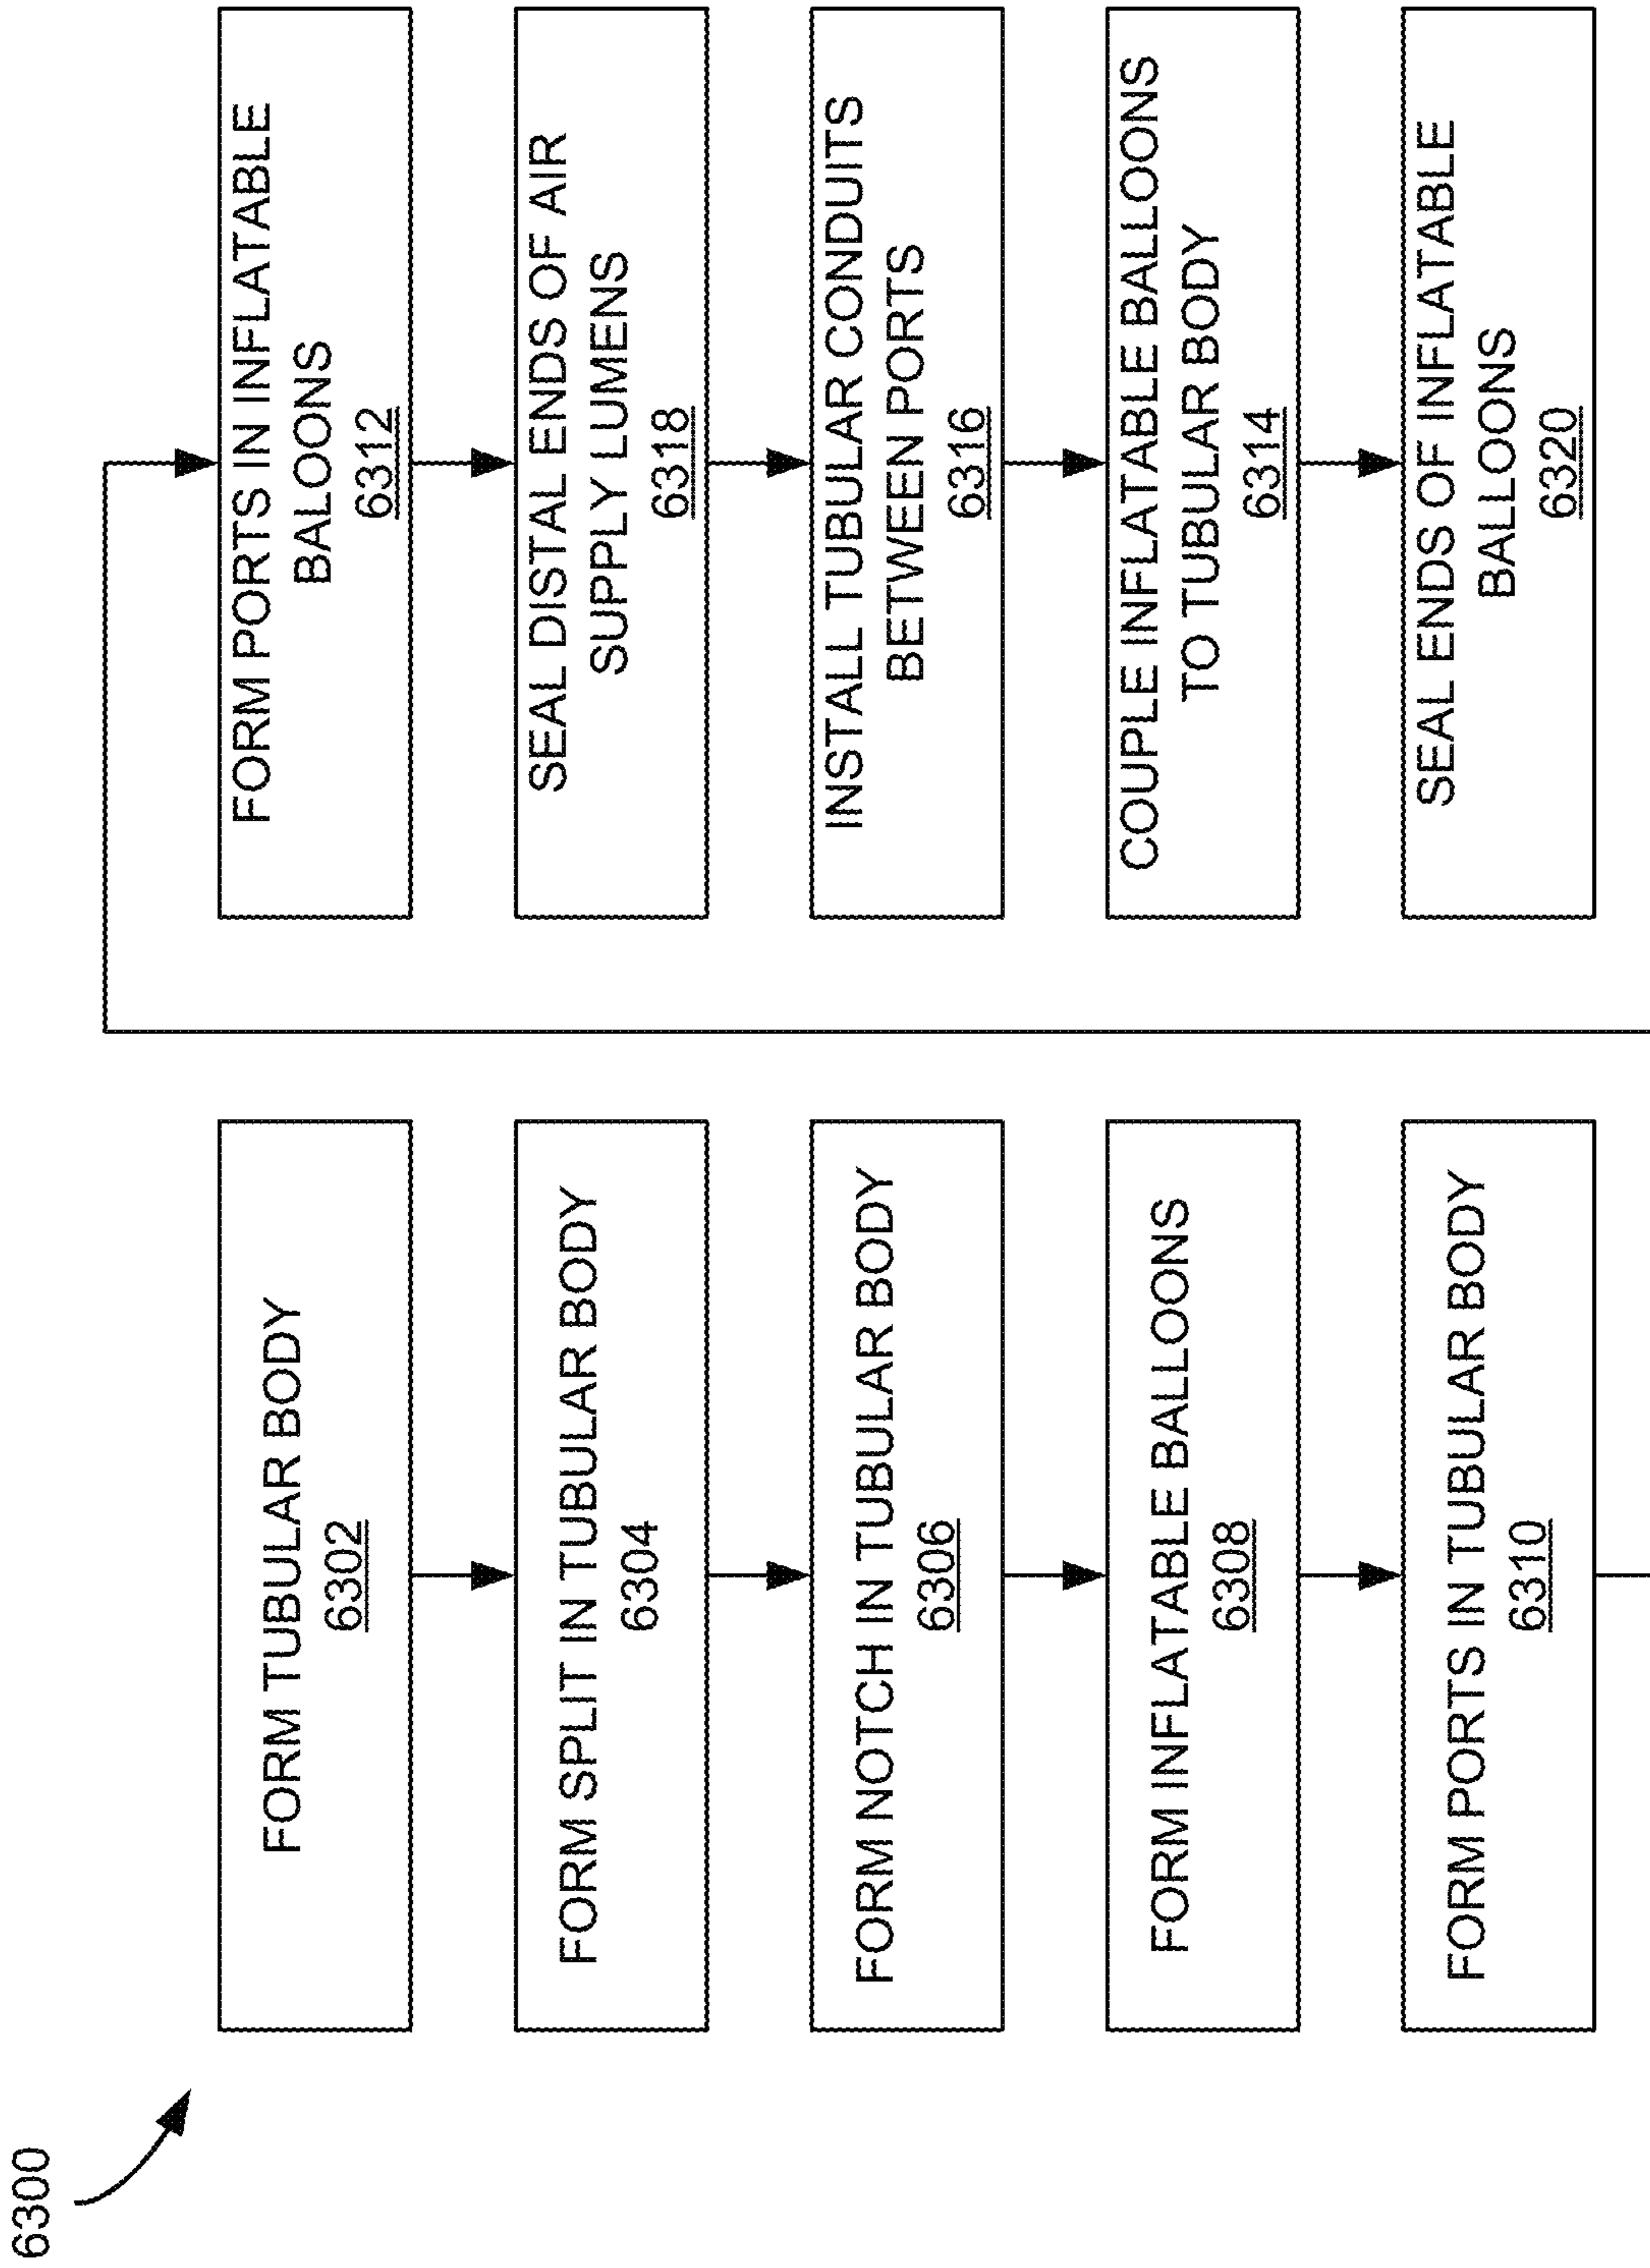 6300
FORM TUBULAR BODY
6302
FORM SPLIT IN TUBULAR BODY
6304
FORM NOTCH IN TUBULAR BODY
6306
FORM INFLATABLE BALLOONS
6308
FORM PORTS IN TUBULAR BODY
6310
FORM PORTS IN INFLATABLE
BALOONS
6312
SEAL DISTAL ENDS OF AIR
SUPPLY LUMENS
6318
INSTALL TUBULAR CONDUITS
BETWEEN PORTS
6316
COUPLE INFLATABLE BALLOONS
TO TUBULAR BODY
6314
SEAL ENDS OF INFLATABLE
BALLOONS
6320